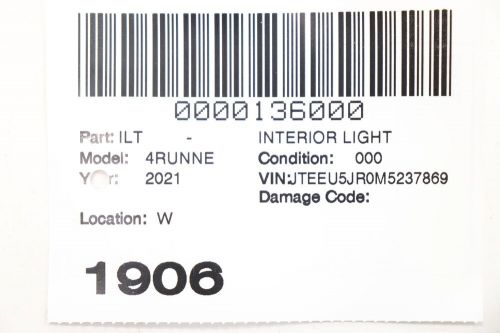 0000136000
Part: ILT - INTERIOR LIGHT
Model: 4RUNNE Condition: 000
2021 VIN:JTEEU5JR0M5237869
Damage Code:
Location: W
1906